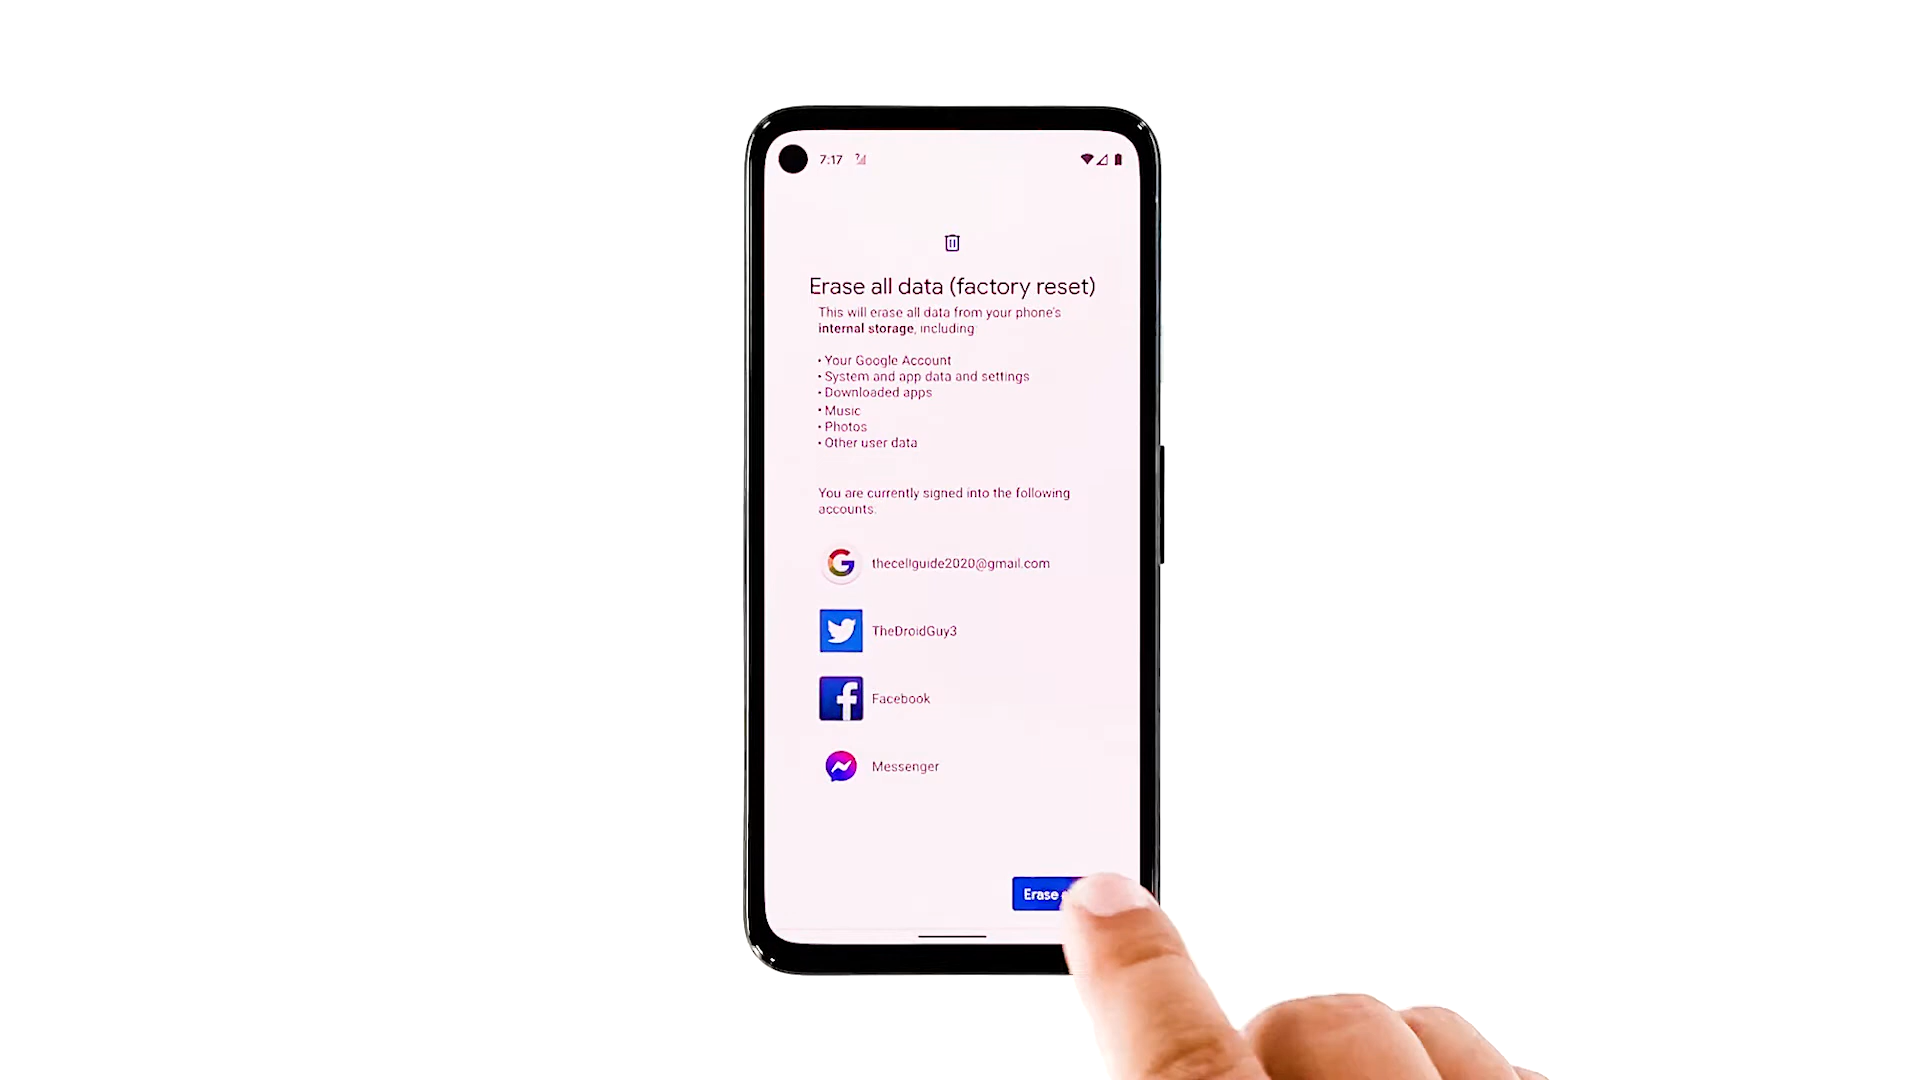 7:17
Erase all data (factory reset)
This will erase all data from your phone's
internal storage, including
• Your Google Account
• System and app data and settings
• Downloaded apps
• Music
• Photos
• Other user data
You are currently signed into the following
accounts:
thecellguide2020@gmail.com
TheDroidGuy3
Facebook
Messenger
Erase